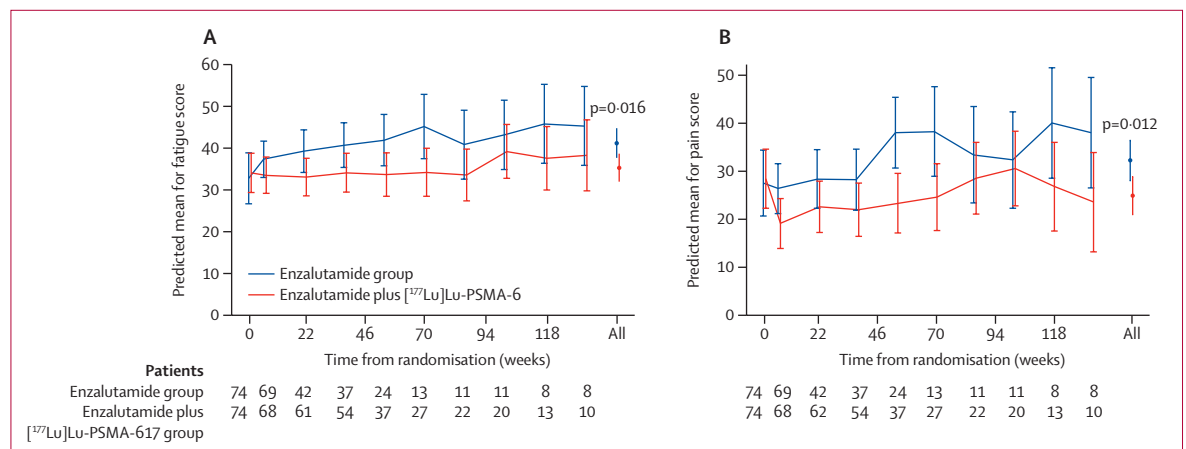 A
B
60
50
40
30
20
10
0
Predicted mean for fatigue score
p=0·016
Enzalutamide group
Enzalutamide plus [¹⁷⁷Lu]Lu-PSMA-6
0 22 46 70 94 118 All
Time from randomisation (weeks)
50
40
30
20
10
0
Predicted mean for pain score
p=0·012
0 22 46 70 94 118 All
Time from randomisation (weeks)
Patients
Enzalutamide group 74 69 42 37 24 13 11 11 8 8 74 69 42 37 24 13 11 11 8 8
Enzalutamide plus 74 68 61 54 37 27 22 20 13 10 74 68 62 54 37 27 22 20 13 10
[¹⁷⁷Lu]Lu-PSMA-617 group